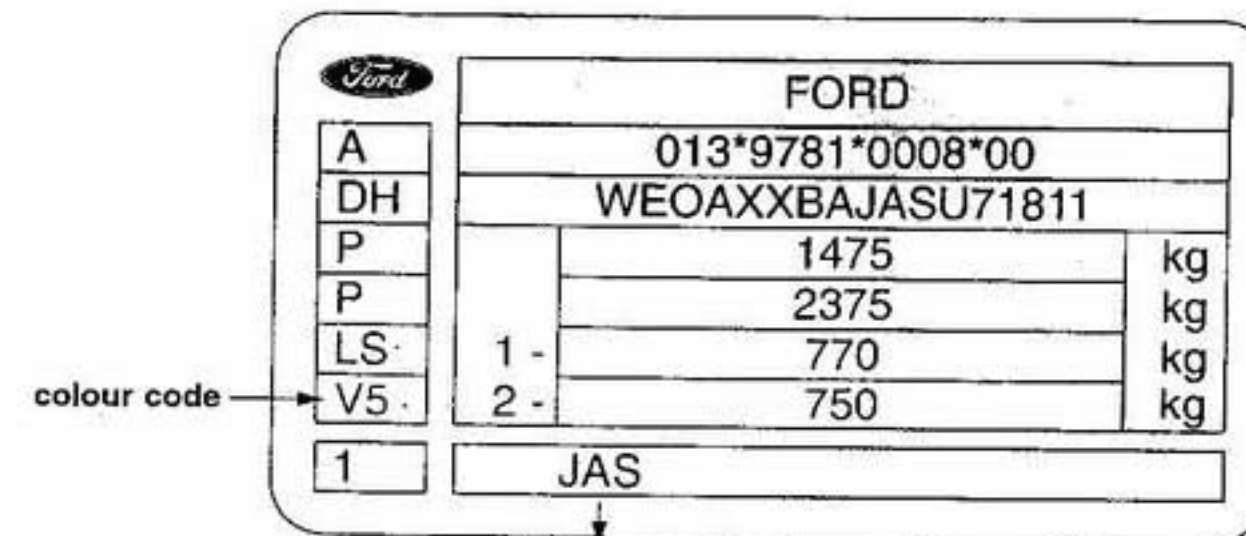 Ford
FORD
A 013*9781*0008*00
DH WEOAXXBAJASU71811
P 1475 kg
P 2375 kg
LS 1 - 770 kg
colour code V5 2 - 750 kg
1 JAS